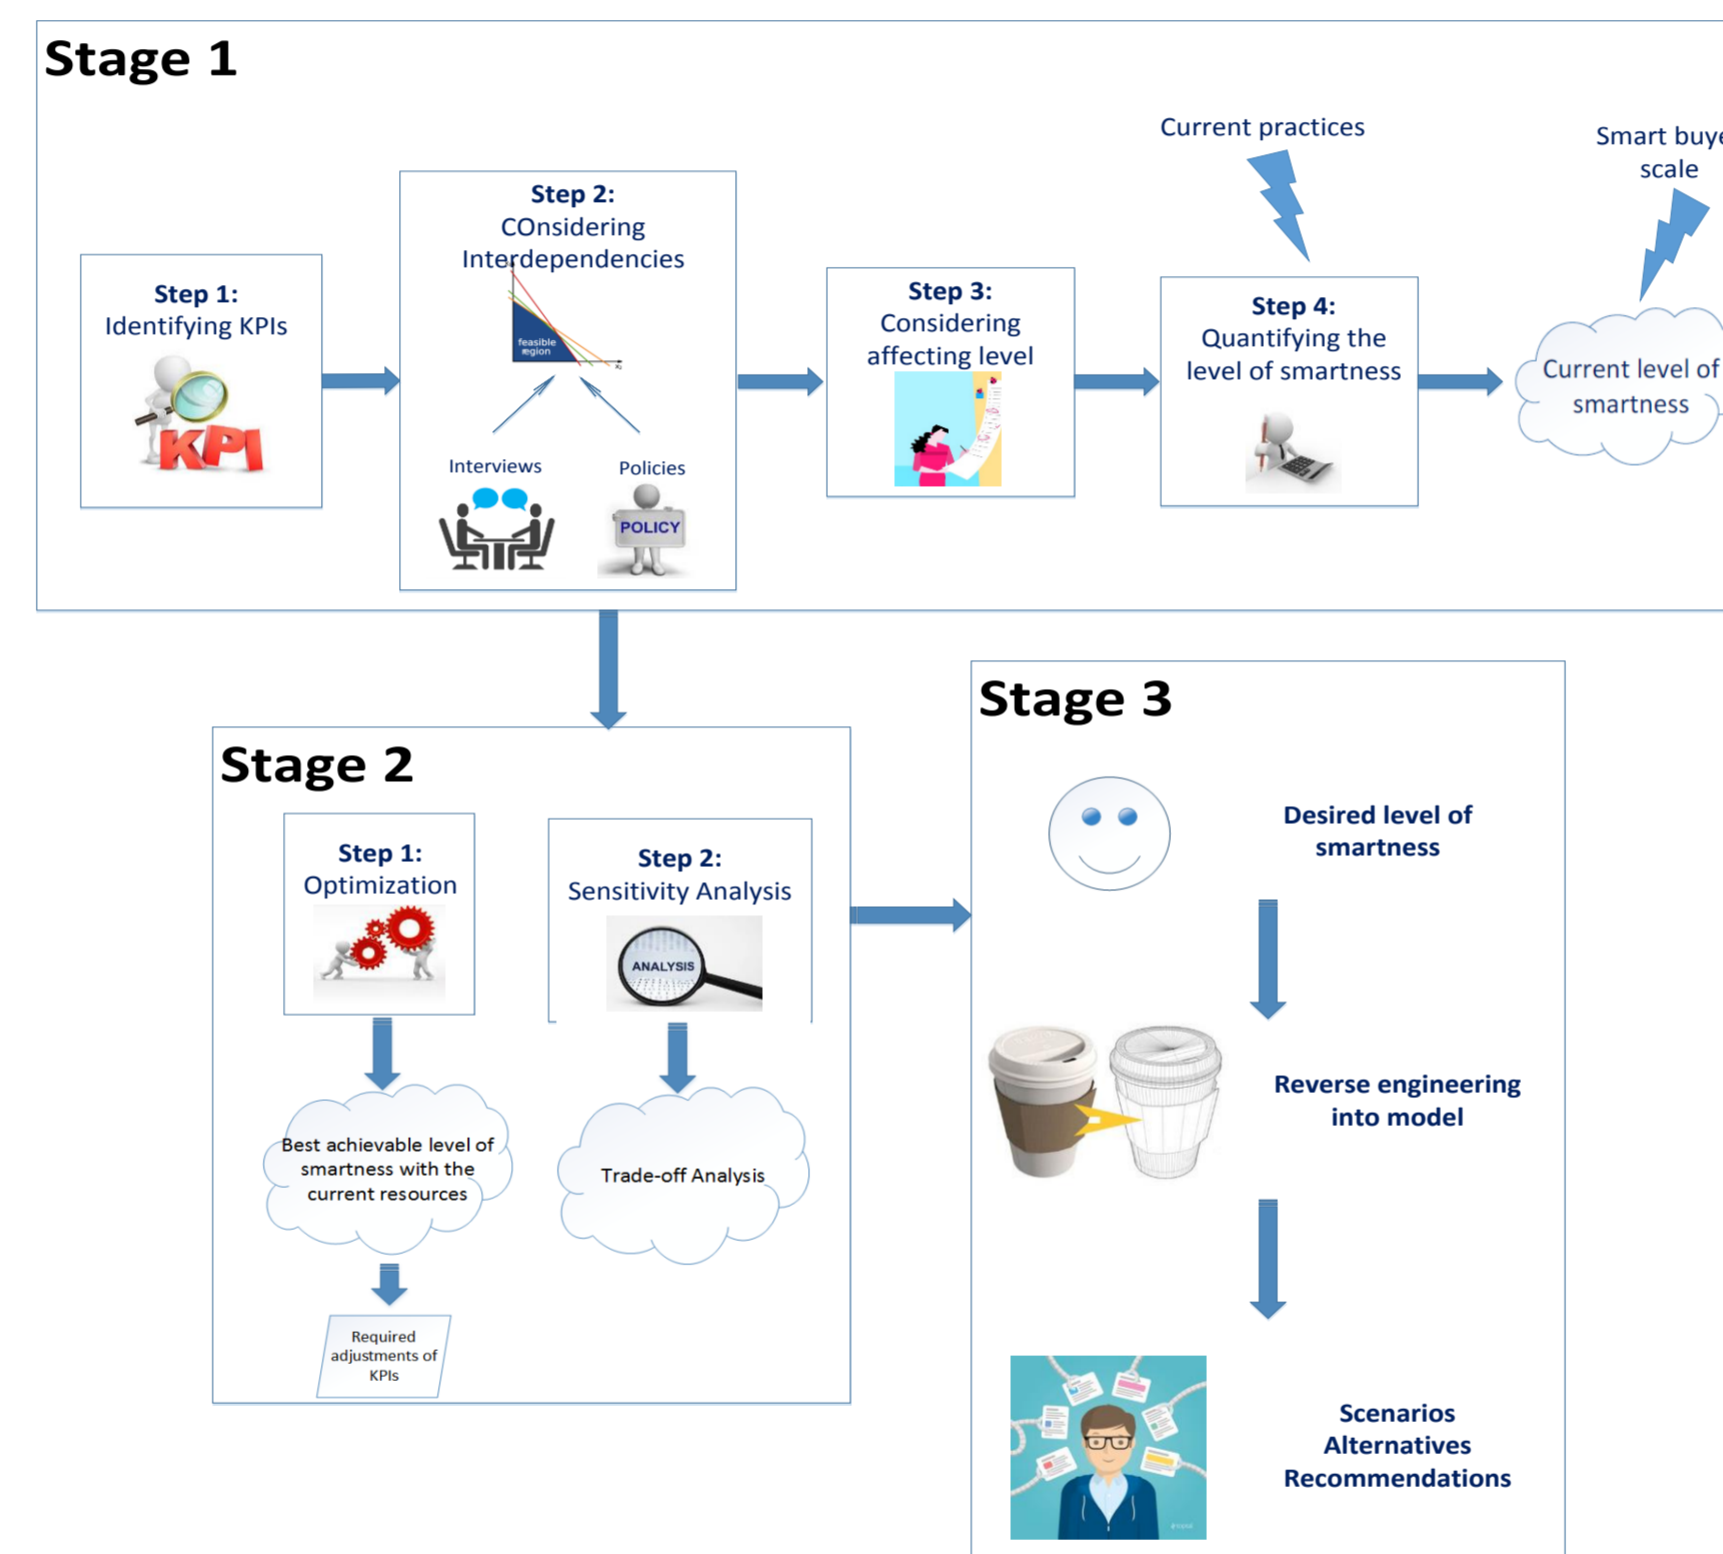 Stage 1
Current practices
Smart buye
scale
Step 1:
Identifying KPIs
KPI
Step 2:
COnsidering
Interdependencies
feasible
region
Interviews
Policies
POLICY
Step 3:
Considering
affecting level
Step 4:
Quantifying the
level of smartness
Current level of
smartness
Stage 2
Step 1:
Optimization
Step 2:
Sensitivity Analysis
ANALYSIS
Best achievable level of
smartness with the
current resources
Trade-off Analysis
Required
adjustments of
KPIs
Stage 3
Desired level of
smartness
Reverse engineering
into model
Scenarios
Alternatives
Recommendations